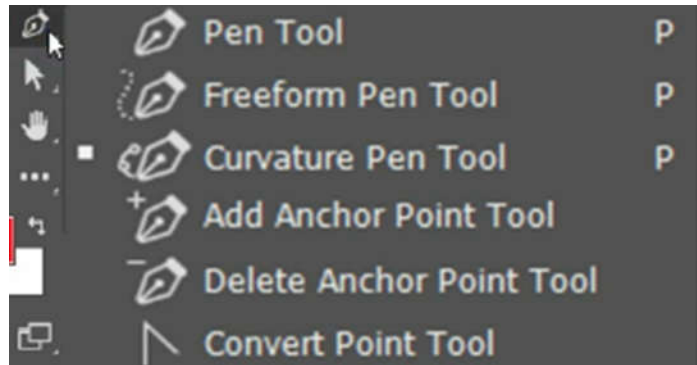 Pen Tool P
Freeform Pen Tool P
Curvature Pen Tool P
Add Anchor Point Tool
Delete Anchor Point Tool
Convert Point Tool